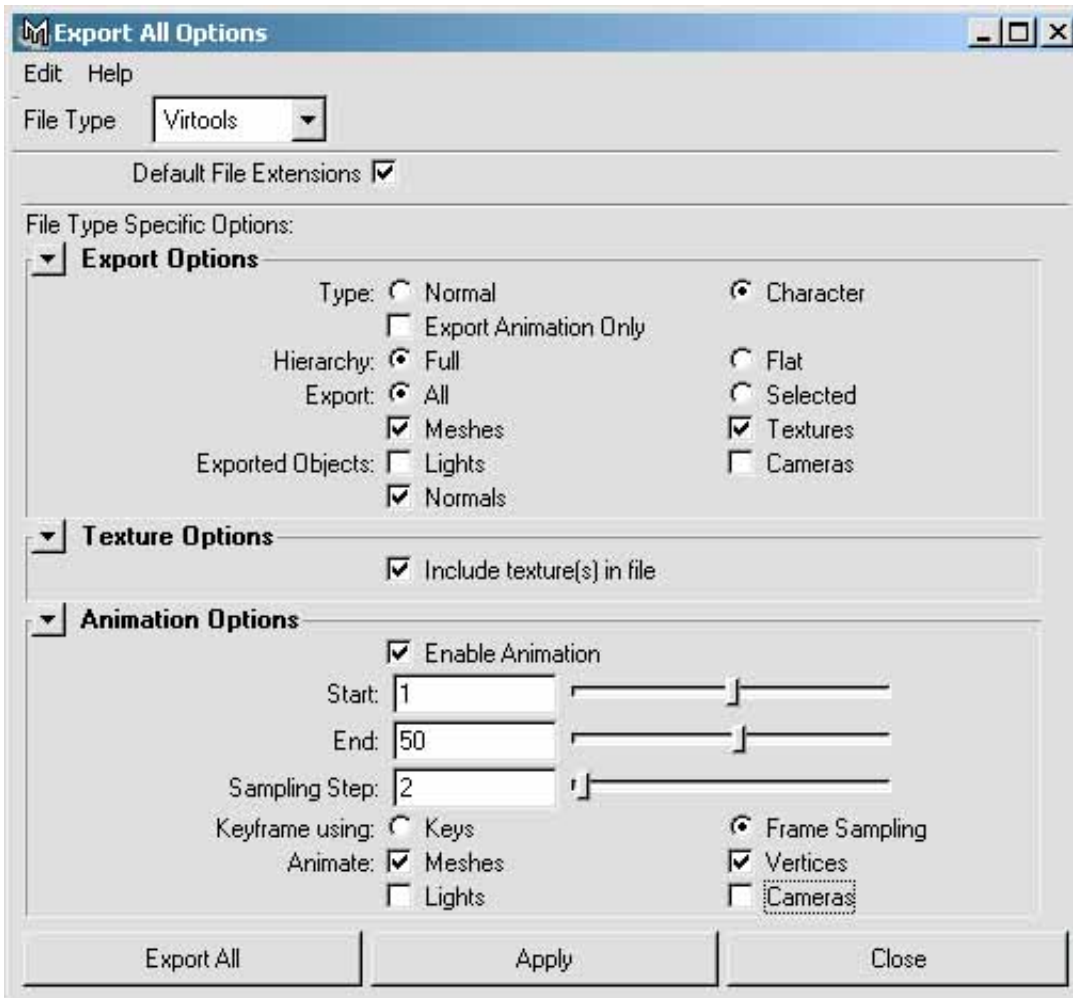 Export All Options
Edit Help
File Type Virtools
Default File Extensions
File Type Specific Options:
Export Options
Type: Normal Character
Export Animation Only
Hierarchy: Full Flat
Export: All Selected
Meshes Textures
Exported Objects: Lights Cameras
Normals
Texture Options
Include texture(s) in file
Animation Options
Enable Animation
Start: 1
End: 50
Sampling Step: 2
Keyframe using: Keys Frame Sampling
Animate: Meshes Vertices
Lights Cameras
Export All Apply Close